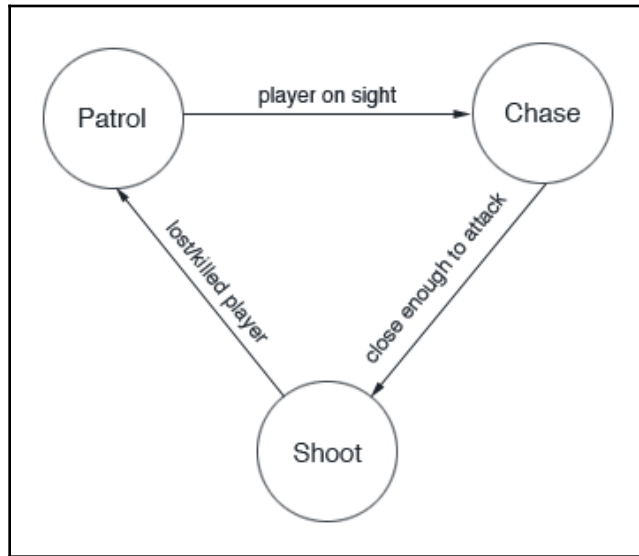 Patrol
player on sight
Chase
lost/killed player
close enough to attack
Shoot